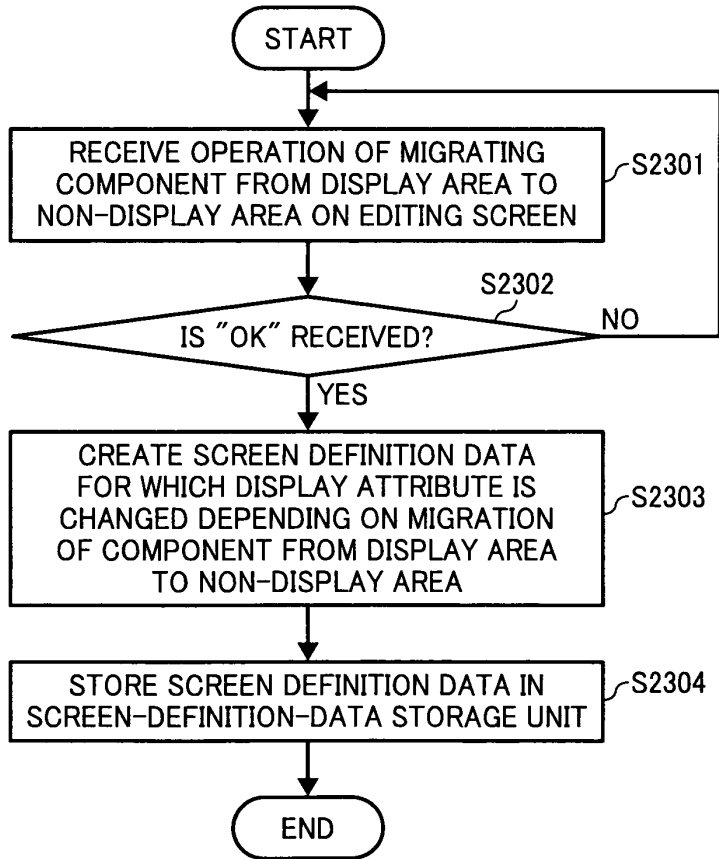 START
RECEIVE OPERATION OF MIGRATING
COMPONENT FROM DISPLAY AREA TO
NON-DISPLAY AREA ON EDITING SCREEN
S2301
S2302
IS "OK" RECEIVED?
NO
YES
CREATE SCREEN DEFINITION DATA
FOR WHICH DISPLAY ATTRIBUTE IS
CHANGED DEPENDING ON MIGRATION
OF COMPONENT FROM DISPLAY AREA
TO NON-DISPLAY AREA
S2303
STORE SCREEN DEFINITION DATA IN
SCREEN-DEFINITION-DATA STORAGE UNIT
S2304
END